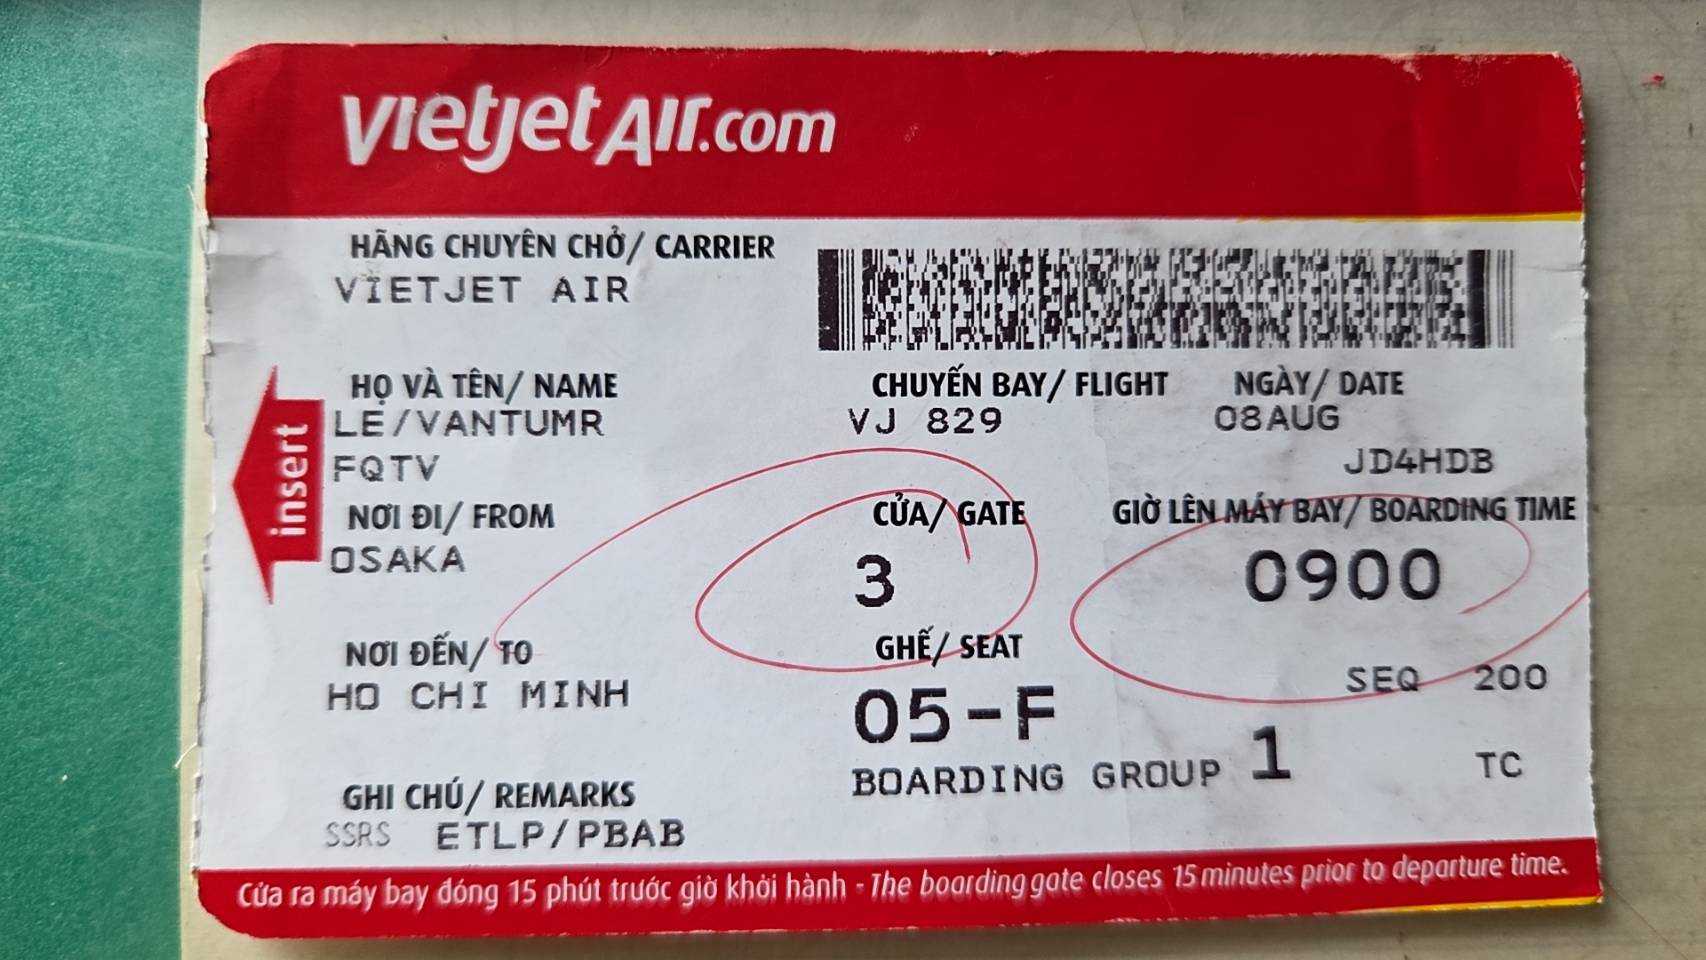 vietjetAir.com
HÃNG CHUYÊN CHỞ/ CARRIER
VIETJET AIR
HỌ VÀ TÊN/ NAME
LE/VANTUMR
FQTV
CHUYẾN BAY/ FLIGHT
VJ 829
NGÀY/ DATE
08AUG
JD4HDB
insert
NƠI ĐI/ FROM
OSAKA
CỬA/ GATE
3
GIỜ LÊN MÁY BAY/ BOARDING TIME
0900
NƠI ĐẾN/ TO
HO CHI MINH
GHẾ/ SEAT
05-F
SEQ 200
BOARDING GROUP 1
TC
GHI CHÚ/ REMARKS
SSRS ETLP/PBAB
Cửa ra máy bay đóng 15 phút trước giờ khởi hành - The boarding gate closes 15 minutes prior to departure time.